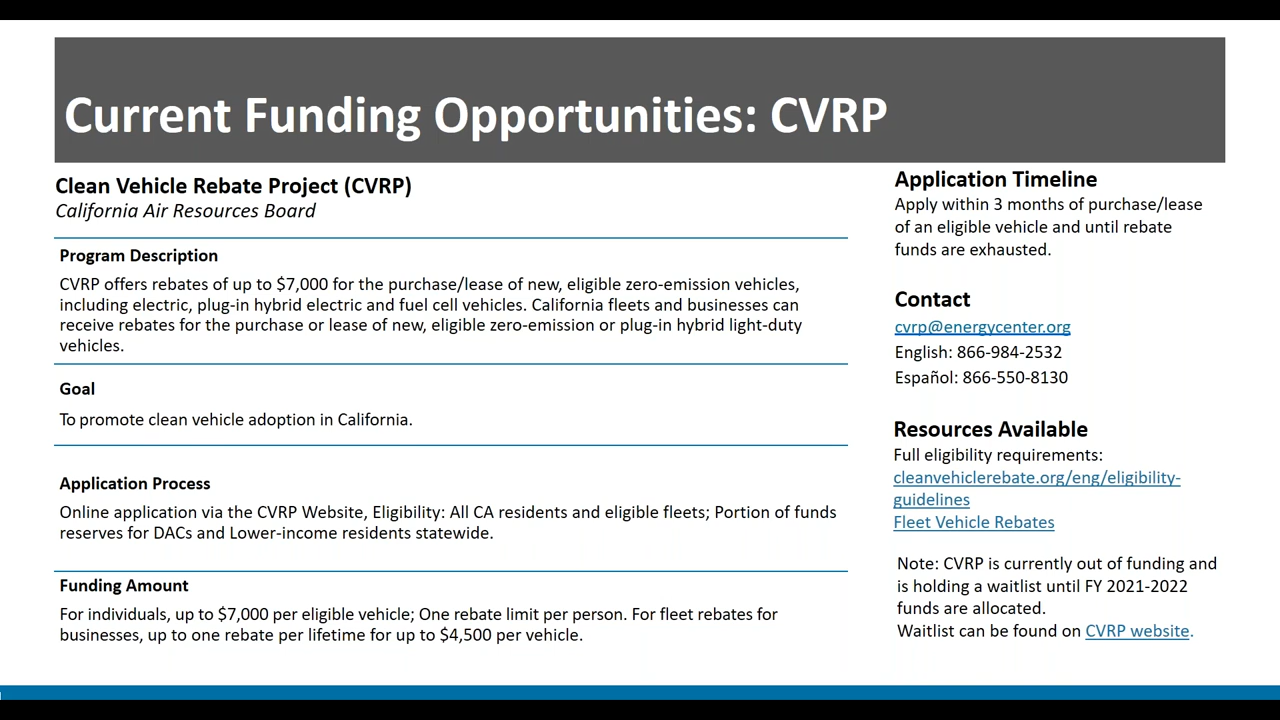 Current Funding Opportunities: CVRP
Clean Vehicle Rebate Project (CVRP)
California Air Resources Board
Program Description
CVRP offers rebates of up to $7,000 for the purchase/lease of new, eligible zero-emission vehicles,
including electric, plug-in hybrid electric and fuel cell vehicles. California fleets and businesses can
receive rebates for the purchase or lease of new, eligible zero-emission or plug-in hybrid light-duty
vehicles.
Goal
To promote clean vehicle adoption in California.
Application Process
Online application via the CVRP Website, Eligibility: All CA residents and eligible fleets; Portion of funds
reserves for DACs and Lower-income residents statewide.
Funding Amount
For individuals, up to $7,000 per eligible vehicle; One rebate limit per person. For fleet rebates for
businesses, up to one rebate per lifetime for up to $4,500 per vehicle.
Application Timeline
Apply within 3 months of purchase/lease
of an eligible vehicle and until rebate
funds are exhausted.
Contact
cvrp@energycenter.org
English: 866-984-2532
Español: 866-550-8130
Resources Available
Full eligibility requirements:
cleanvehiclerebate.org/eng/eligibility-
guidelines
Fleet Vehicle Rebates
Note: CVRP is currently out of funding and
is holding a waitlist until FY 2021-2022
funds are allocated.
Waitlist can be found on CVRP website.